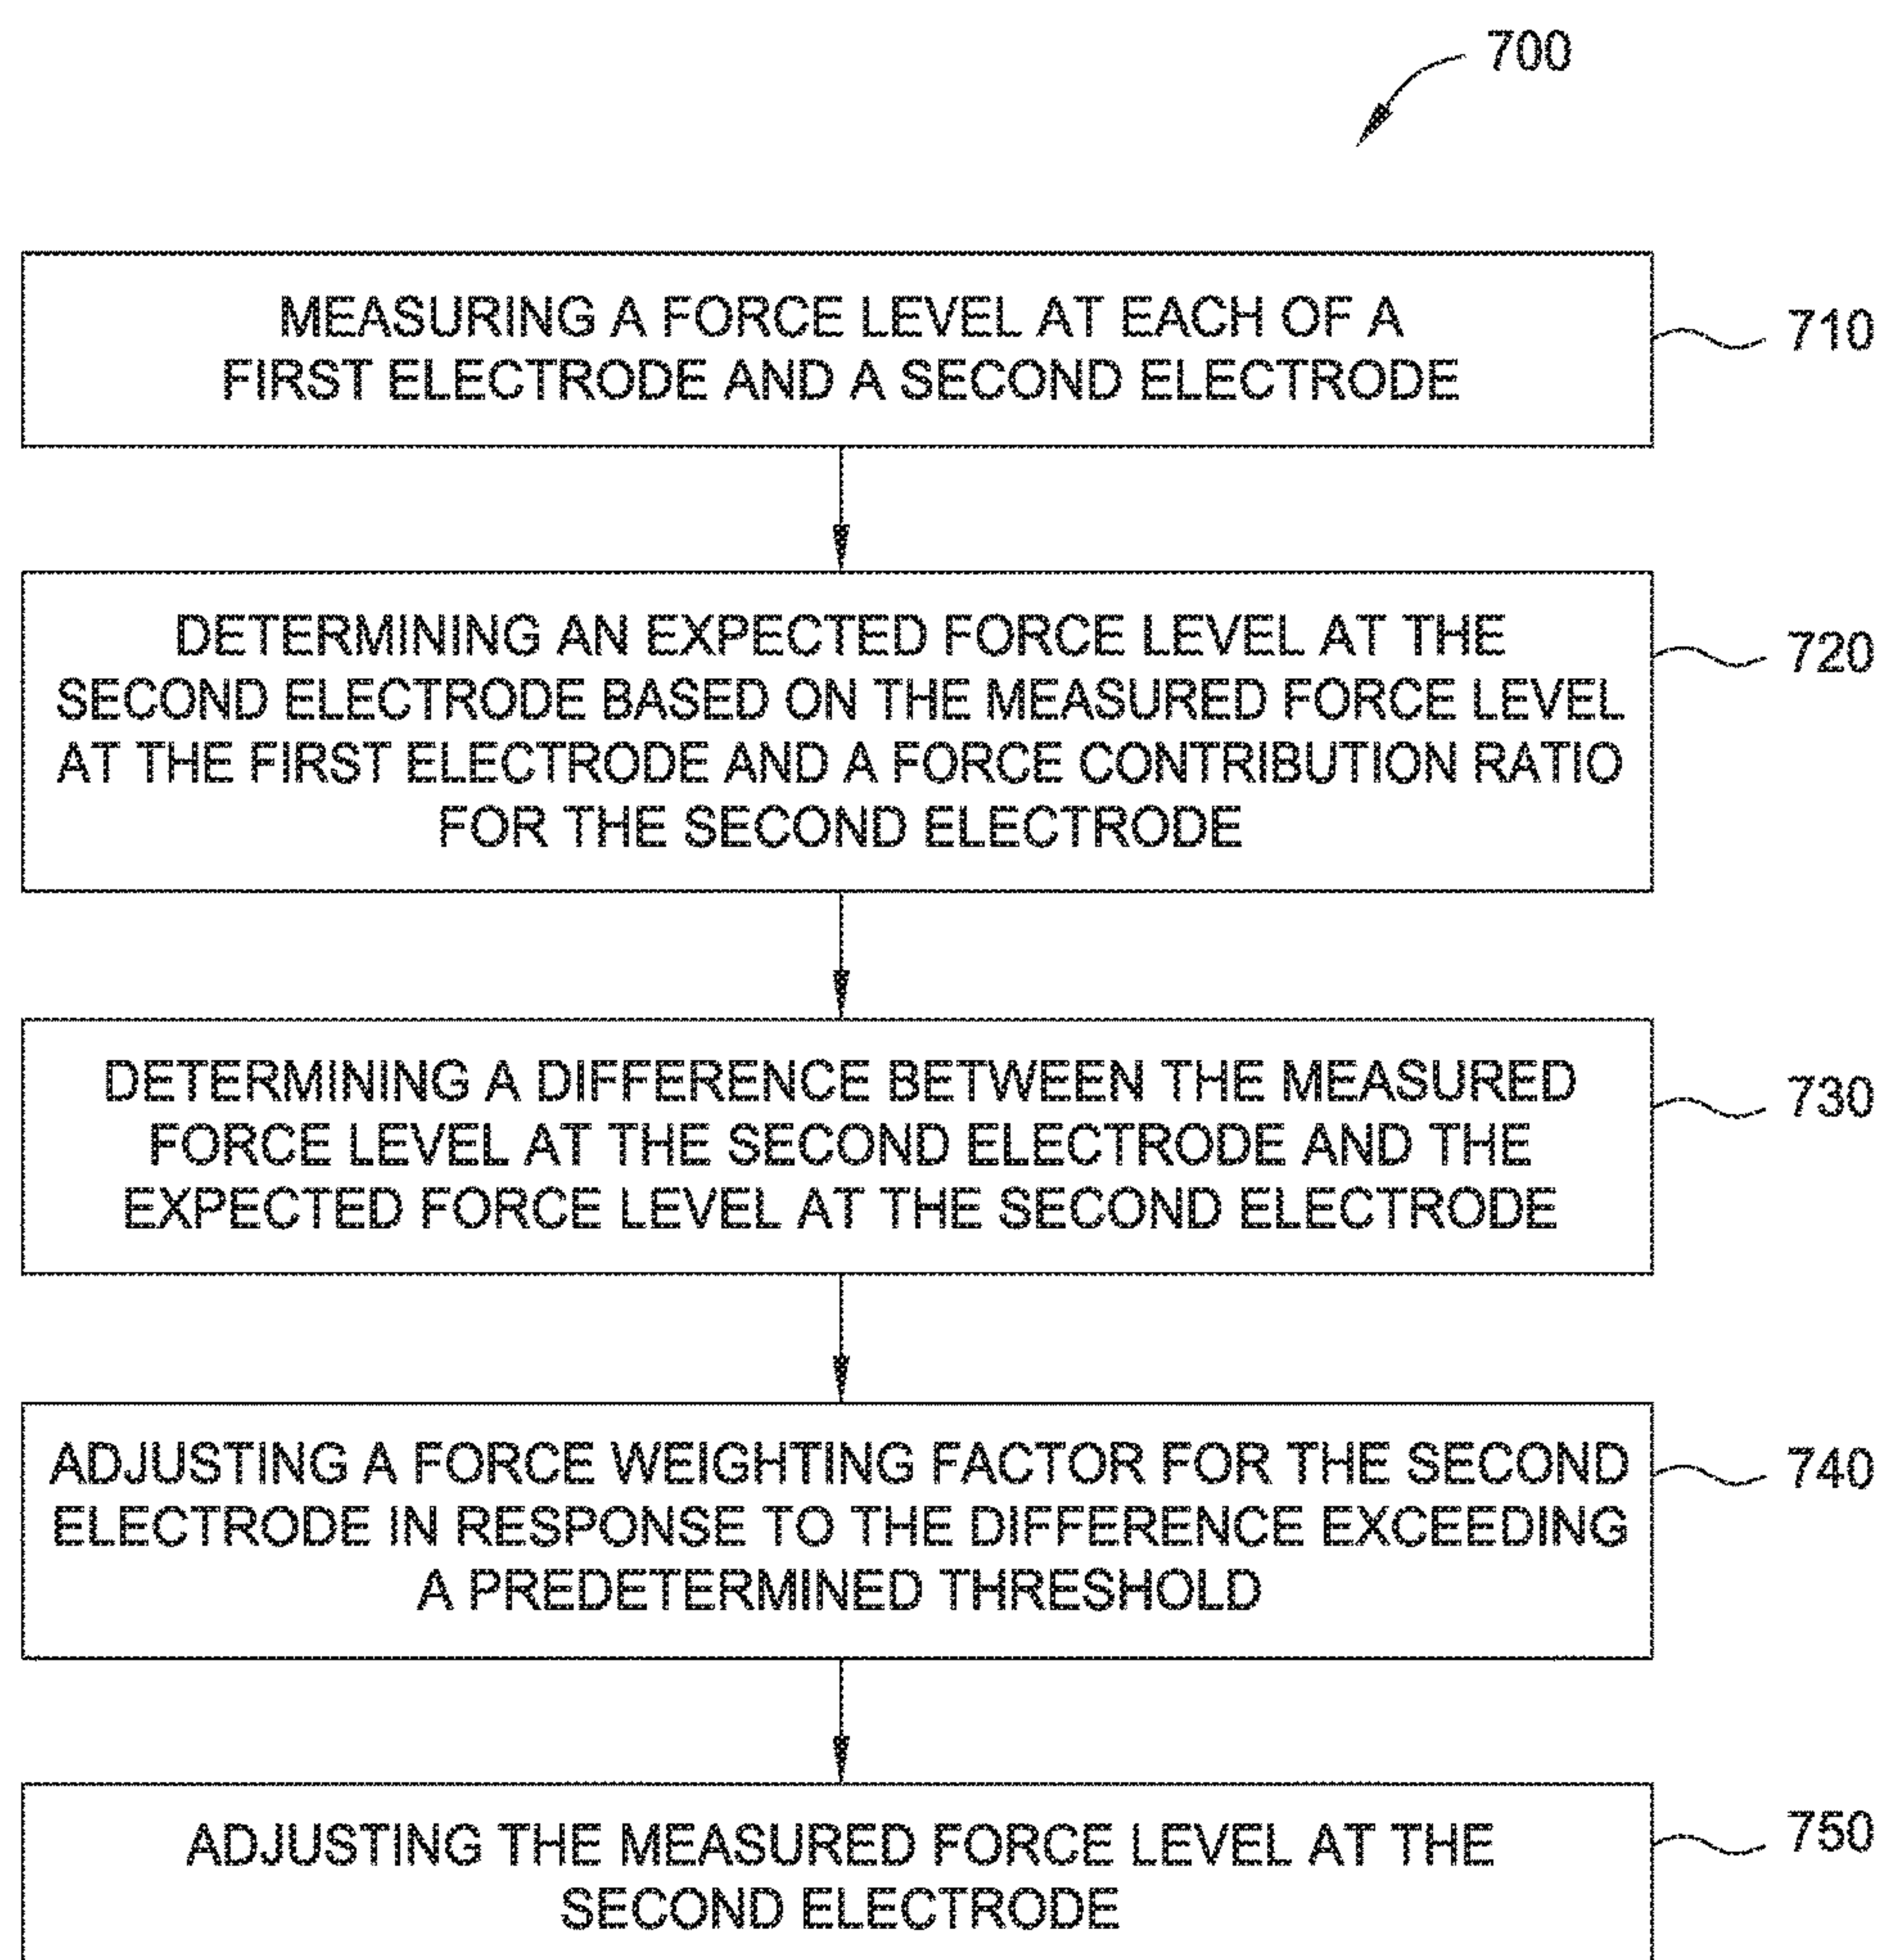 700
MEASURING A FORCE LEVEL AT EACH OF A
FIRST ELECTRODE AND A SECOND ELECTRODE
710
DETERMINING AN EXPECTED FORCE LEVEL AT THE
SECOND ELECTRODE BASED ON THE MEASURED FORCE LEVEL
AT THE FIRST ELECTRODE AND A FORCE CONTRIBUTION RATIO
FOR THE SECOND ELECTRODE
720
DETERMINING A DIFFERENCE BETWEEN THE MEASURED
FORCE LEVEL AT THE SECOND ELECTRODE AND THE
EXPECTED FORCE LEVEL AT THE SECOND ELECTRODE
730
ADJUSTING A FORCE WEIGHTING FACTOR FOR THE SECOND
ELECTRODE IN RESPONSE TO THE DIFFERENCE EXCEEDING
A PREDETERMINED THRESHOLD
740
ADJUSTING THE MEASURED FORCE LEVEL AT THE
SECOND ELECTRODE
750